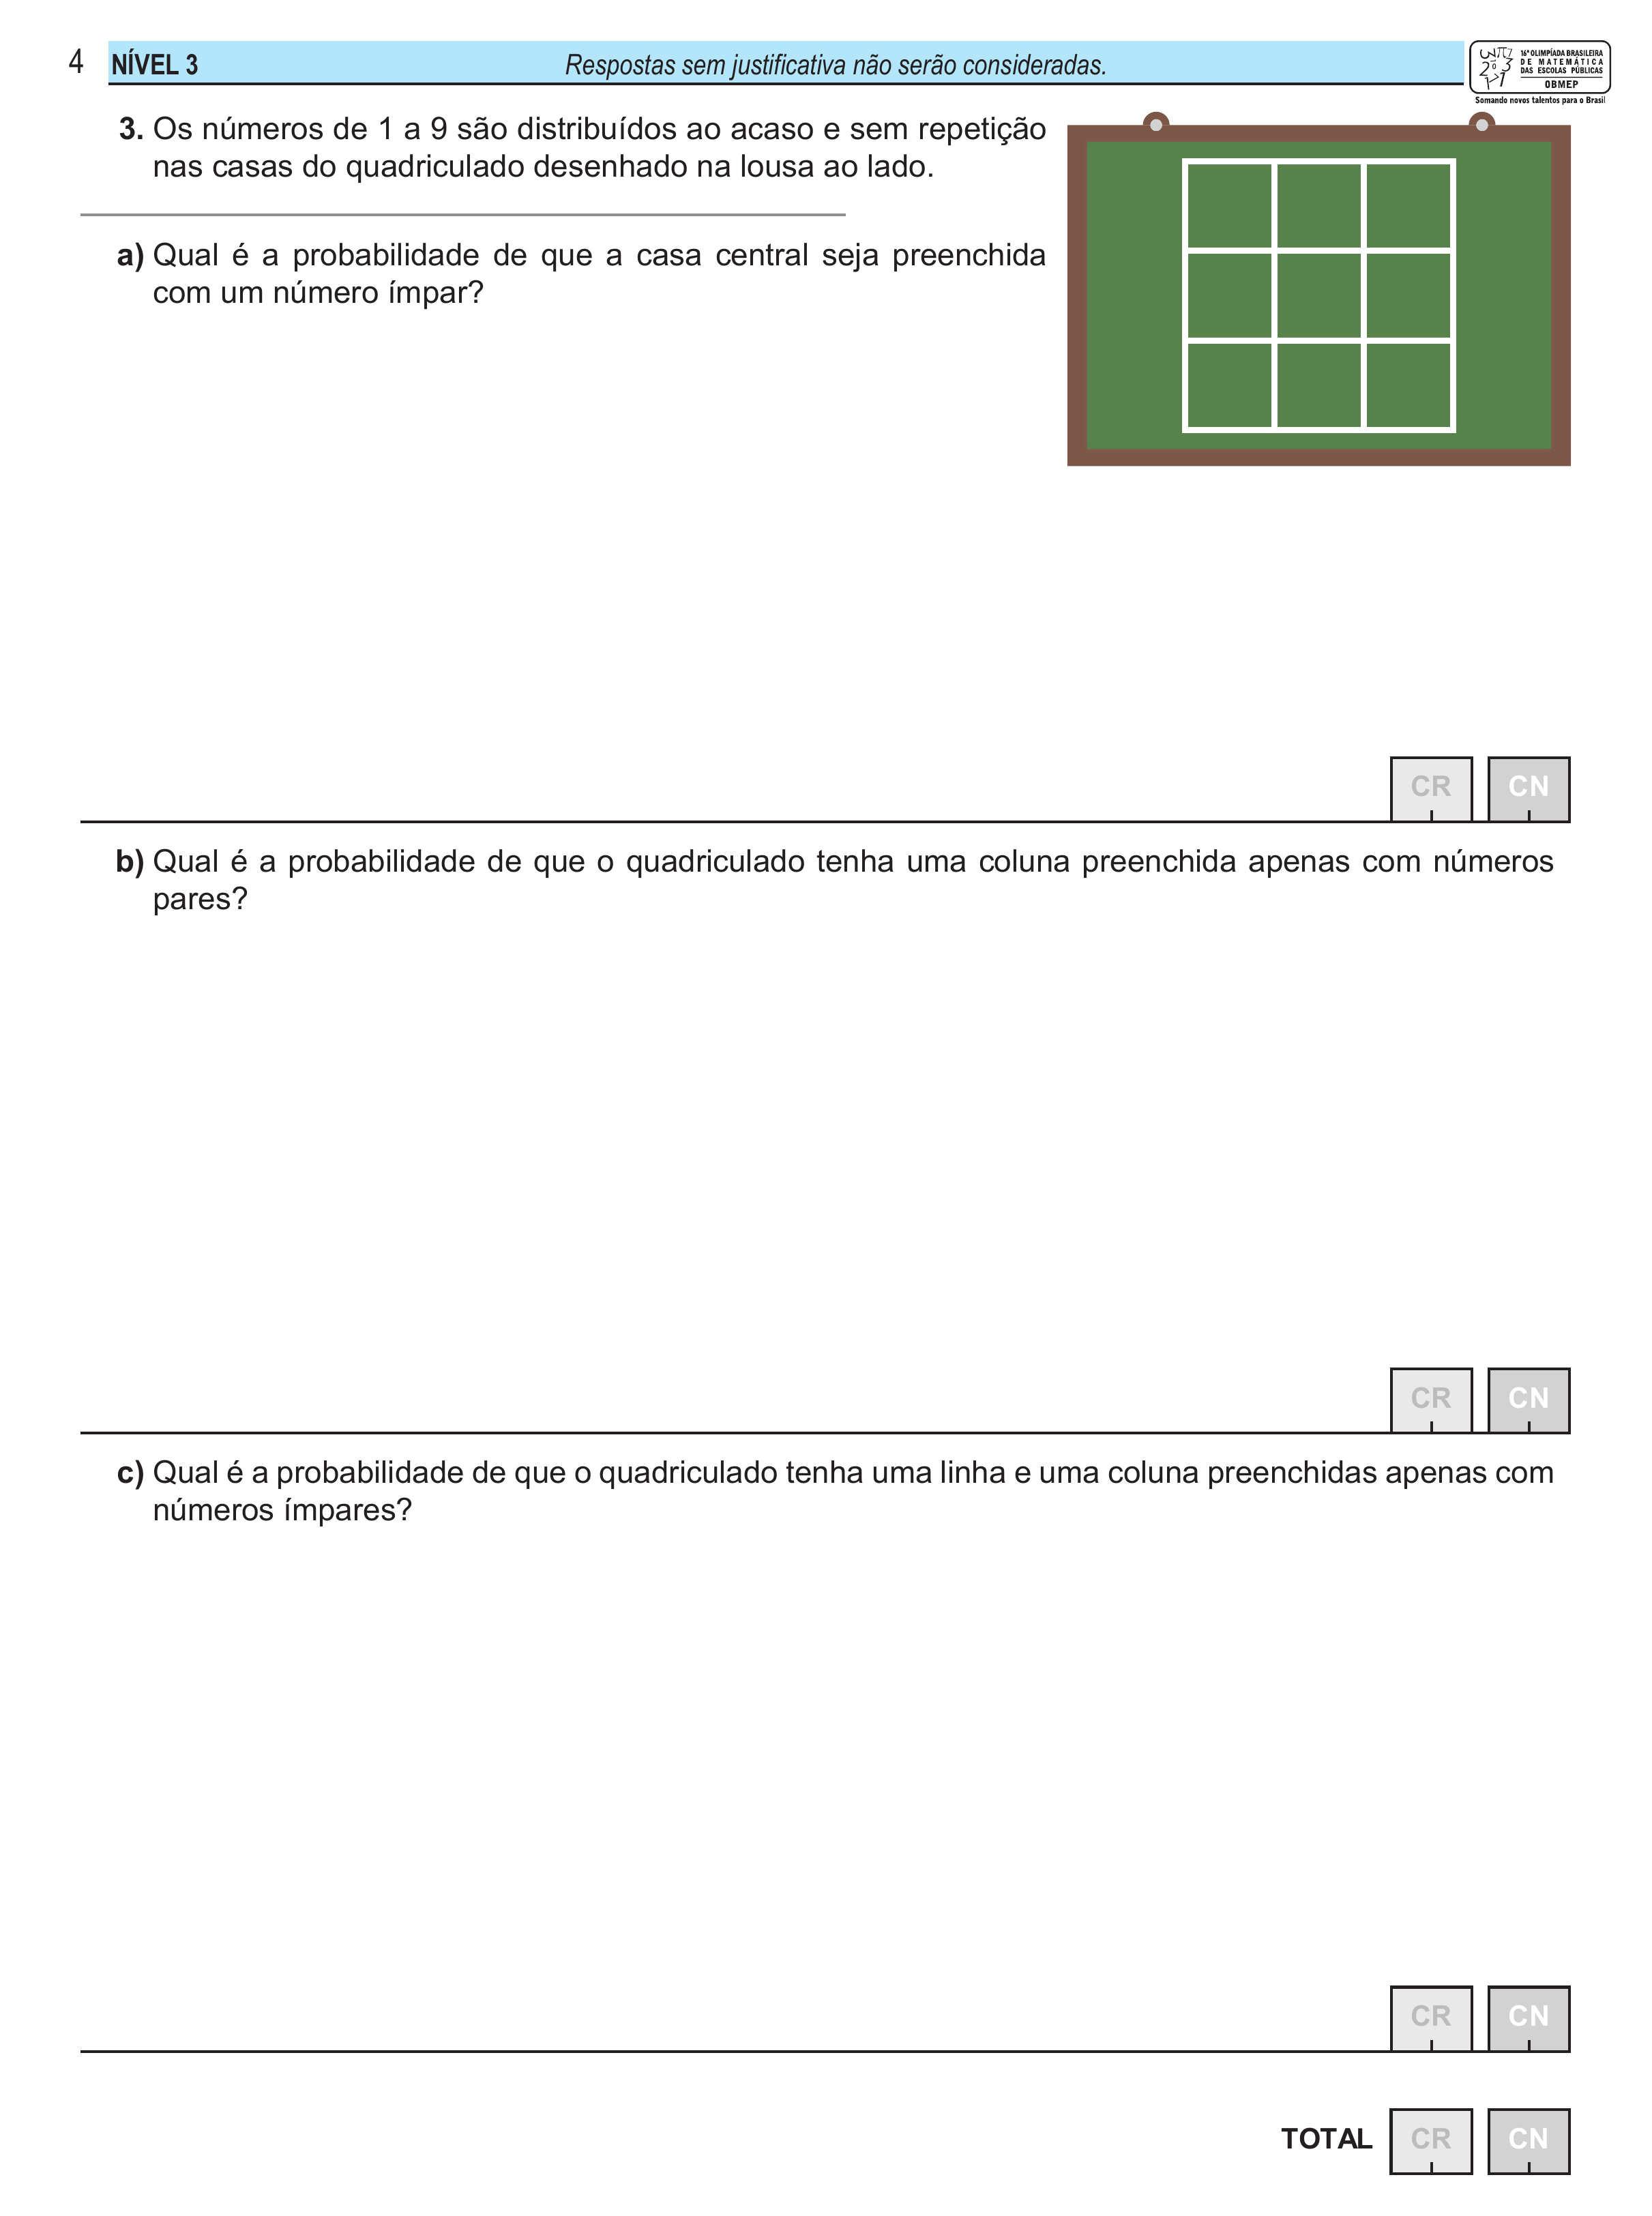 4 NÍVEL 3 Respostas sem justificativa não serão consideradas.
16ª OLIMPÍADA BRASILEIRA
DE MATEMÁTICA
DAS ESCOLAS PÚBLICAS
OBMEP
Somando novos talentos para o Brasil
3. Os números de 1 a 9 são distribuídos ao acaso e sem repetição
nas casas do quadriculado desenhado na lousa ao lado.
a) Qual é a probabilidade de que a casa central seja preenchida
com um número ímpar?
CR CN
b) Qual é a probabilidade de que o quadriculado tenha uma coluna preenchida apenas com números
pares?
CR CN
c) Qual é a probabilidade de que o quadriculado tenha uma linha e uma coluna preenchidas apenas com
números ímpares?
CR CN
TOTAL CR CN